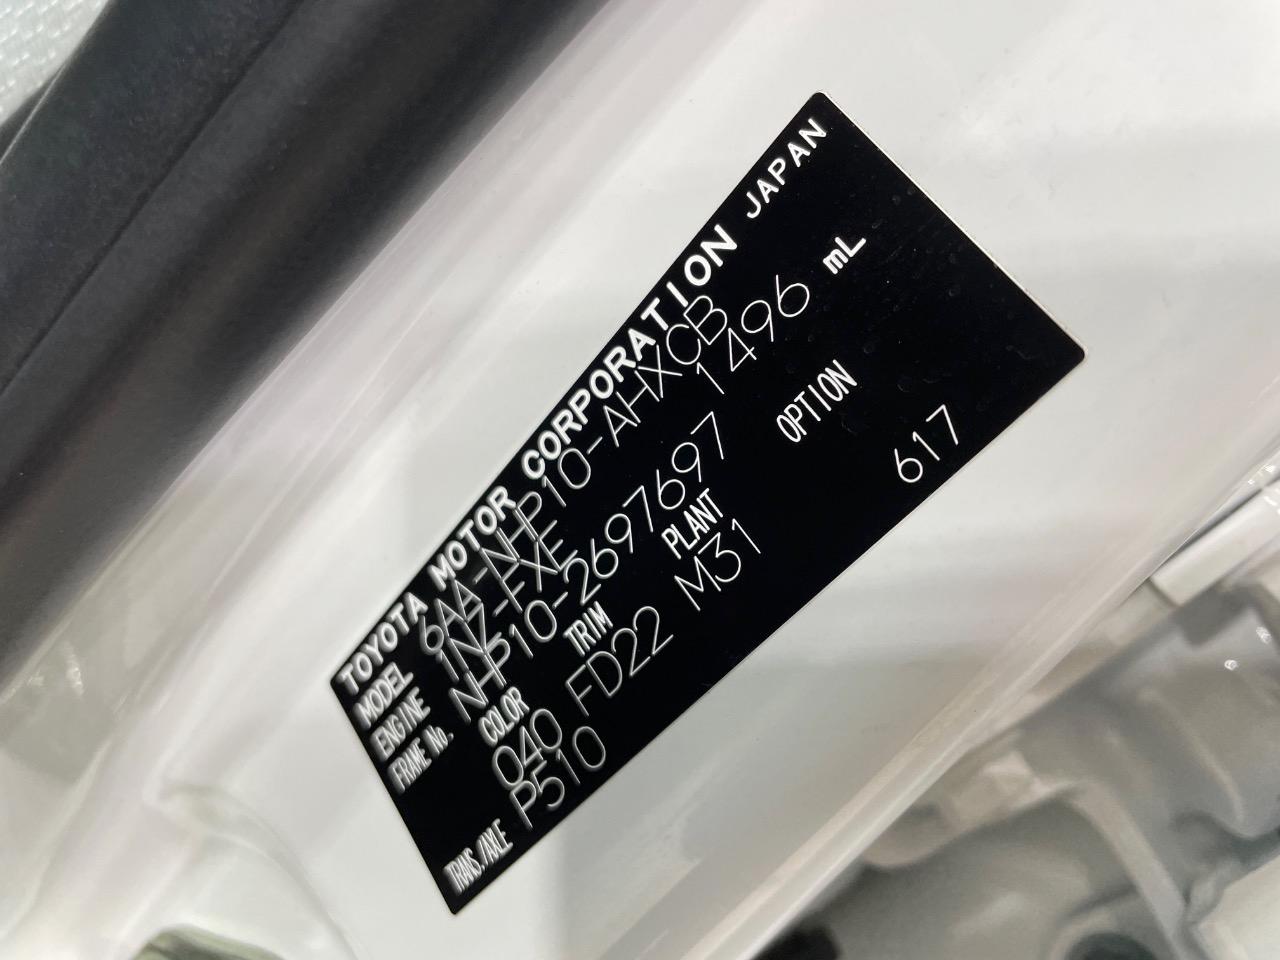 TOYOTA MOTOR CORPORATION JAPAN
MODEL 6AA-NHP10-AHXCB
ENGINE 1NZ-FXE 1496 mL
FRAME No. NHP10-2697697
COLOR TRIM PLANT OPTION
040 FD22 M31 617
TRANS./AXLE P510